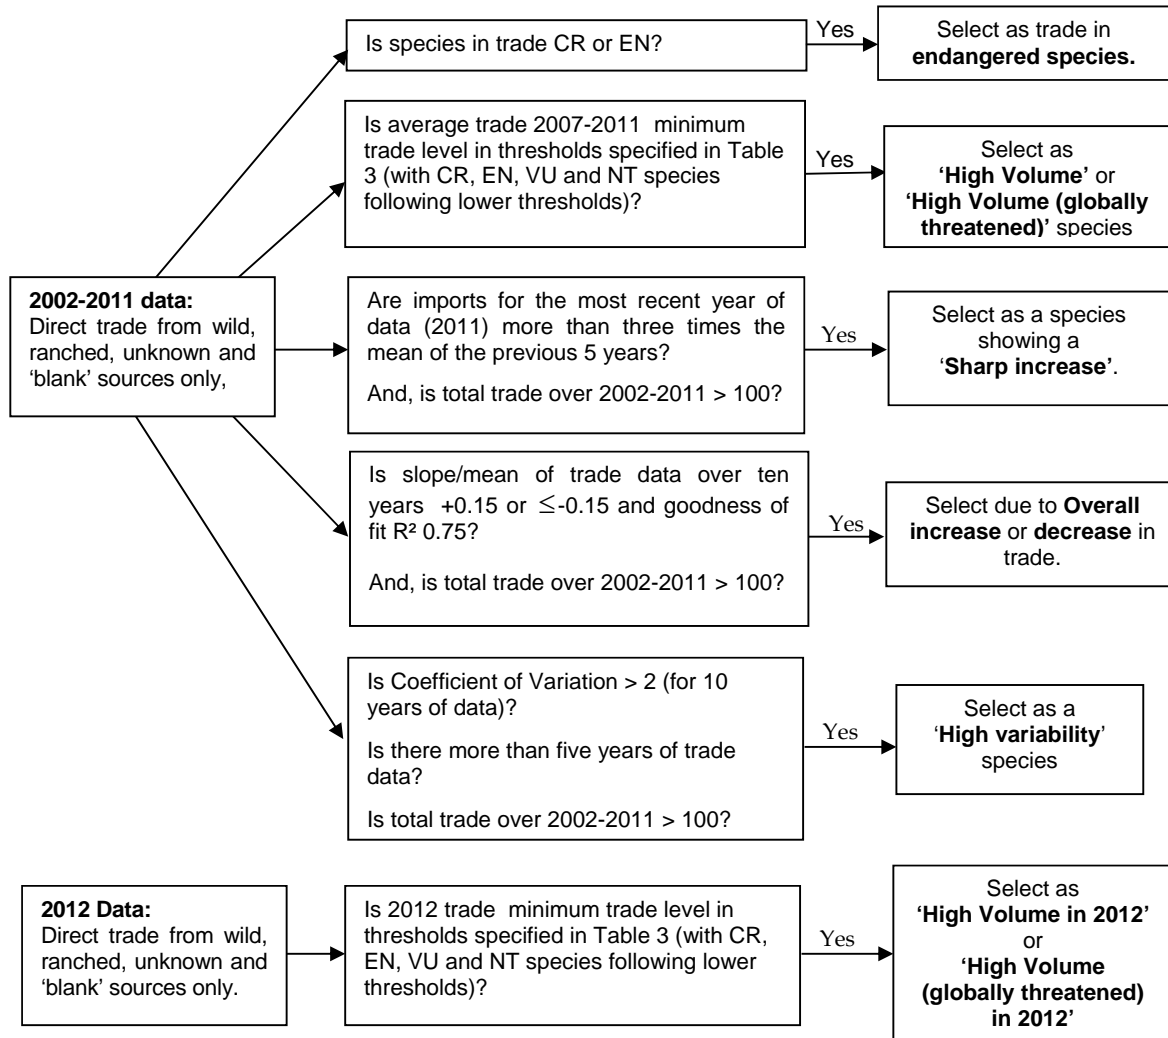 Is species in trade CR or EN?
Yes
Select as trade in
endangered species.
Is average trade 2007-2011  minimum
trade level in thresholds specified in Table
3 (with CR, EN, VU and NT species
following lower thresholds)?
Yes
Select as
‘High Volume’ or
‘High Volume (globally
threatened)’ species
2002-2011 data:
Direct trade from wild,
ranched, unknown and
‘blank’ sources only,
Are imports for the most recent year of
data (2011) more than three times the
mean of the previous 5 years?
And, is total trade over 2002-2011 > 100?
Yes
Select as a species
showing a
‘Sharp increase’.
Is slope/mean of trade data over ten
years  +0.15 or ≤-0.15 and goodness of
fit R² 0.75?
And, is total trade over 2002-2011 > 100?
Yes
Select due to Overall
increase or decrease in
trade.
Is Coefficient of Variation > 2 (for 10
years of data)?
Is there more than five years of trade
data?
Is total trade over 2002-2011 > 100?
Yes
Select as a
‘High variability’
species
2012 Data:
Direct trade from wild,
ranched, unknown and
‘blank’ sources only.
Is 2012 trade  minimum trade level in
thresholds specified in Table 3 (with CR,
EN, VU and NT species following lower
thresholds)?
Yes
Select as
‘High Volume in 2012’
or
‘High Volume
(globally threatened)
in 2012’